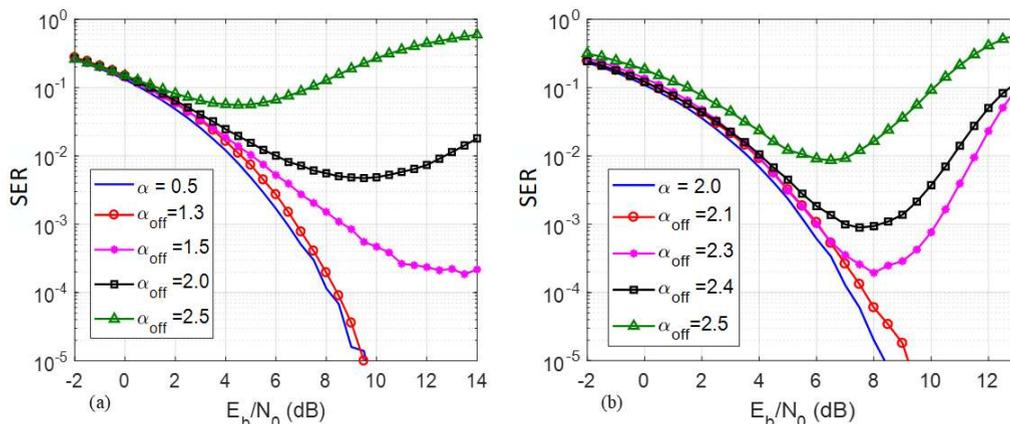 10^0
10^-1
10^-2
10^-3
10^-4
10^-5
SER
α = 0.5
α_off=1.3
α_off=1.5
α_off=2.0
α_off=2.5
-2 0 2 4 6 8 10 12 14
(a)
E_b/N_0 (dB)
10^0
10^-1
10^-2
10^-3
10^-4
10^-5
SER
α = 2.0
α_off=2.1
α_off=2.3
α_off=2.4
α_off=2.5
-2 0 2 4 6 8 10 12
(b)
E_b/N_0 (dB)